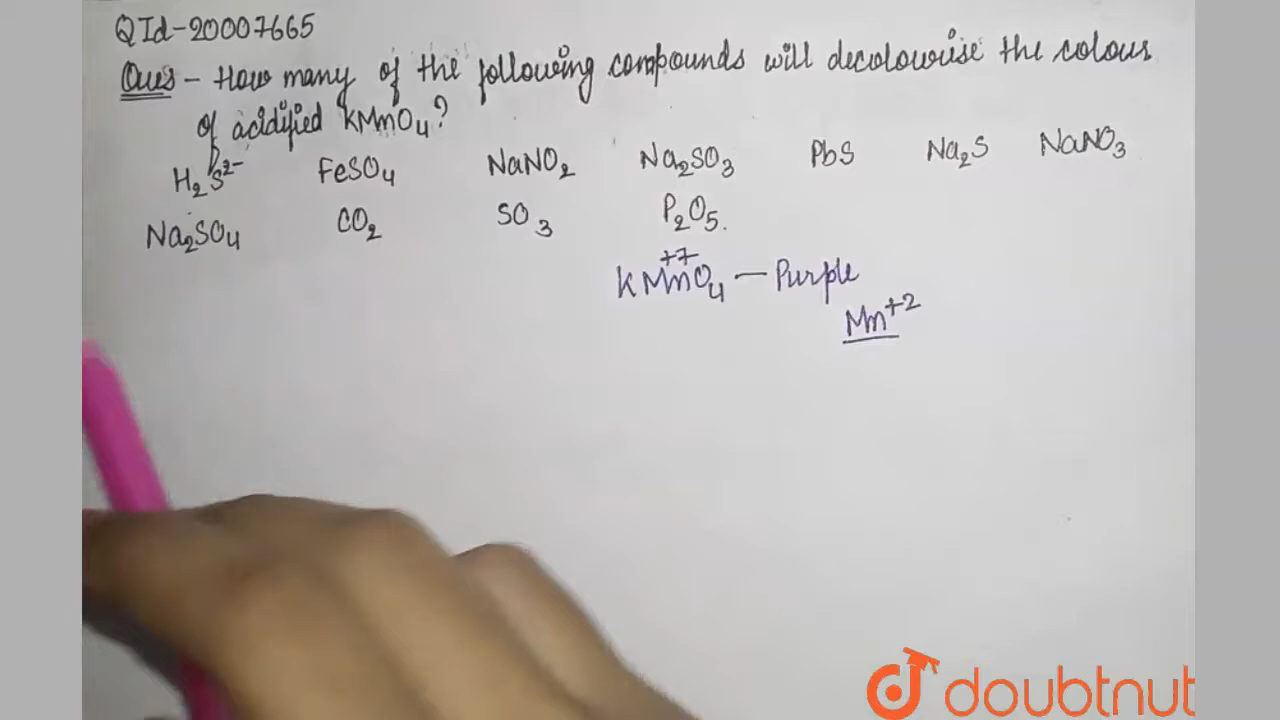 QId-20007665
Ques - How many of the following compounds will decolourise the colour
of acidified KMnO4?
H2S2- FeSO4 NaNO2 Na2SO3 PbS Na2S NaNO3
Na2SO4 CO2 SO3 P2O5.
+7
KMnO4 — Purple
Mn+2
doubtnut